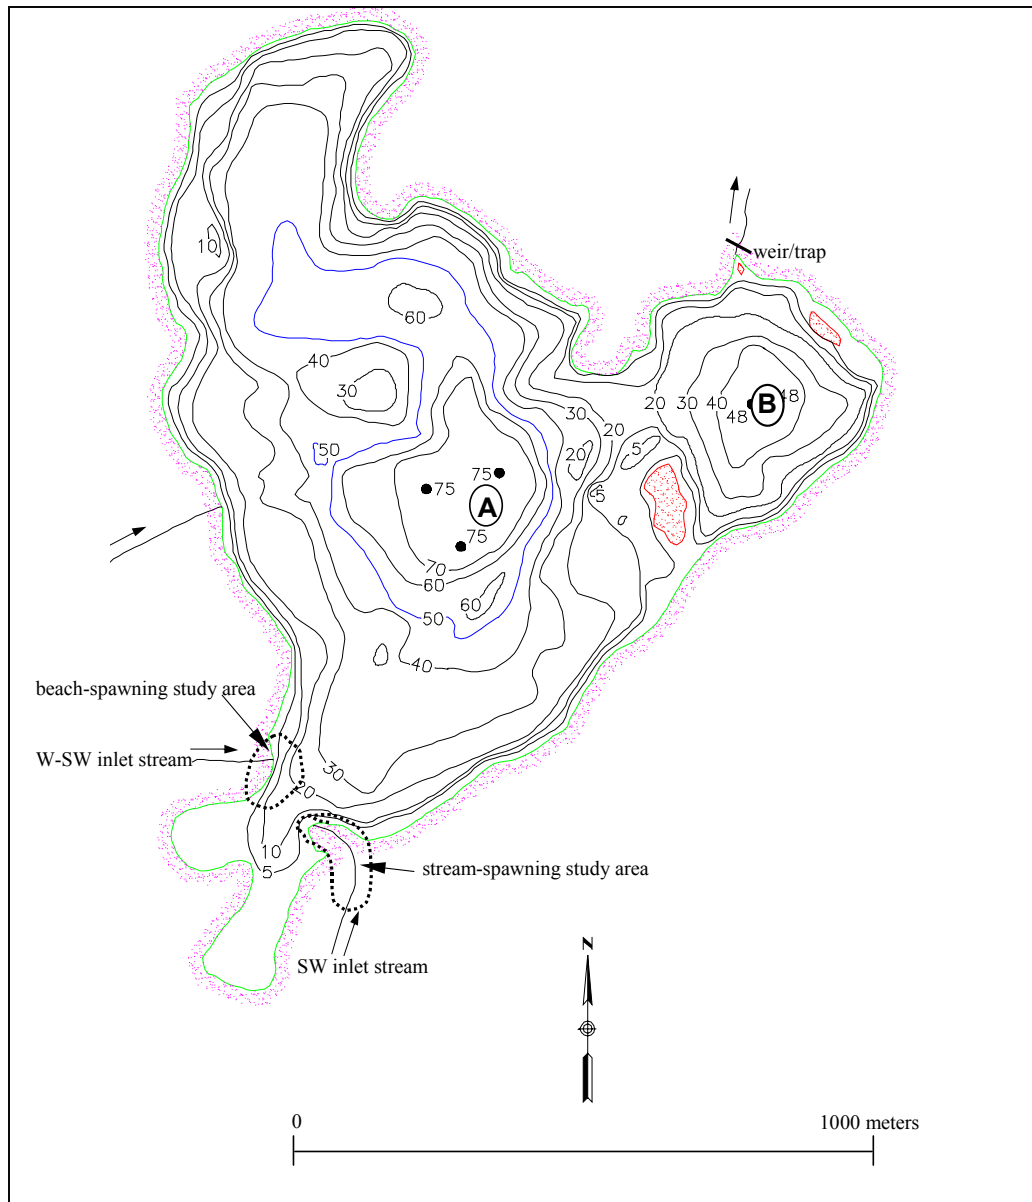 10
weir/trap
60
40
30
50
30
20
20
5
5
5
20 30 40 48 B 48
75
75 A
75
70
60
60
50
40
beach-spawning study area
W-SW inlet stream
30
20
10
5
stream-spawning study area
SW inlet stream
N
0 1000 meters